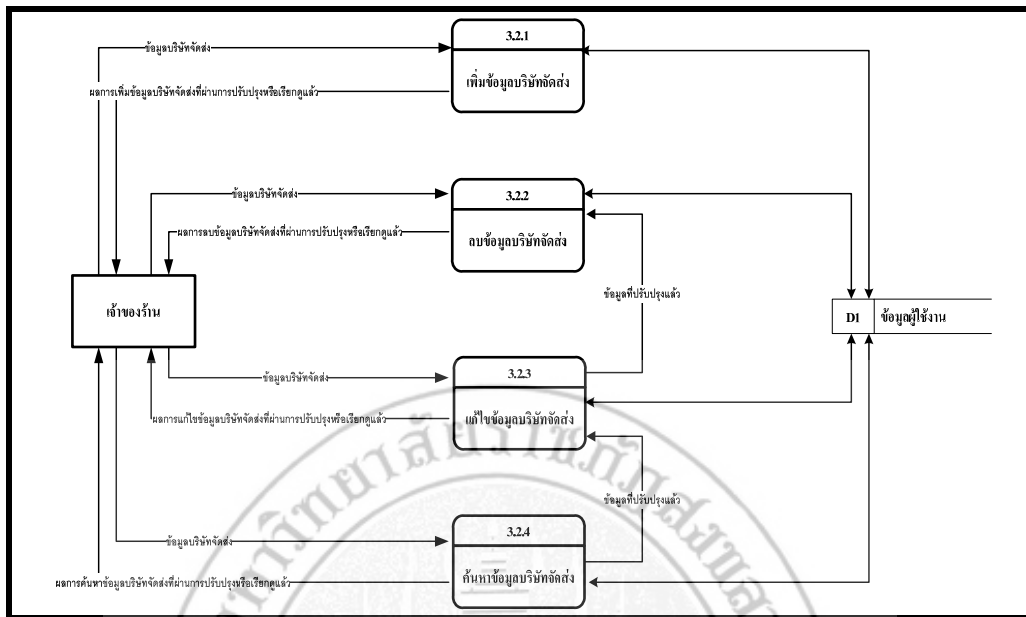 3.2.1
ข้อมูลบริษัทจัดส่ง
เพิ่มข้อมูลบริษัทจัดส่ง
ผลการเพิ่มข้อมูลบริษัทจัดส่งที่ผ่านการปรับปรุงหรือเรียกดูแล้ว
3.2.2
ข้อมูลบริษัทจัดส่ง
ผลการลบข้อมูลบริษัทจัดส่งที่ผ่านการปรับปรุงหรือเรียกดูแล้ว
ลบข้อมูลบริษัทจัดส่ง
ข้อมูลที่ปรับปรุงแล้ว
เจ้าของร้าน
D1 ข้อมูลผู้ใช้งาน
3.2.3
ข้อมูลบริษัทจัดส่ง
ผลการแก้ไขข้อมูลบริษัทจัดส่งที่ผ่านการปรับปรุงหรือเรียกดูแล้ว
แก้ไขข้อมูลบริษัทจัดส่ง
ข้อมูลที่ปรับปรุงแล้ว
3.2.4
ข้อมูลบริษัทจัดส่ง
ผลการค้นหาข้อมูลบริษัทจัดส่งที่ผ่านการปรับปรุงหรือเรียกดูแล้ว
ค้นหาข้อมูลบริษัทจัดส่ง